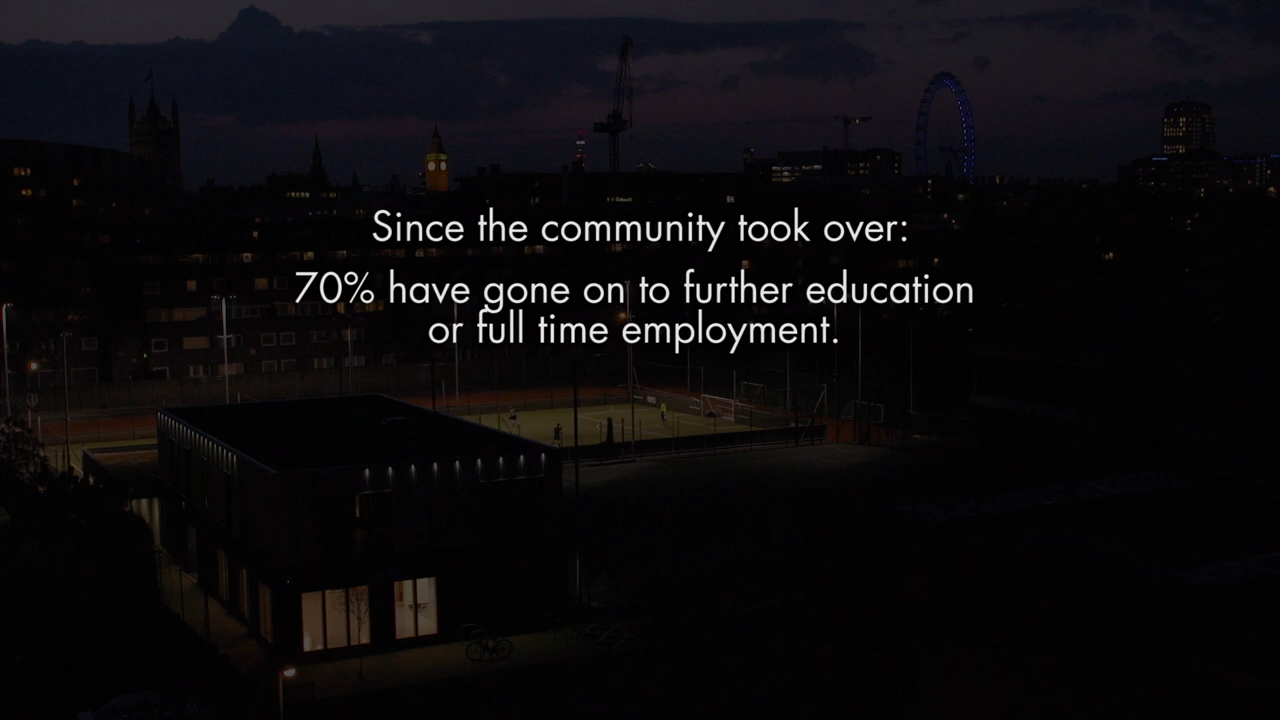 Since the community took over:
70% have gone on to further education
or full time employment.